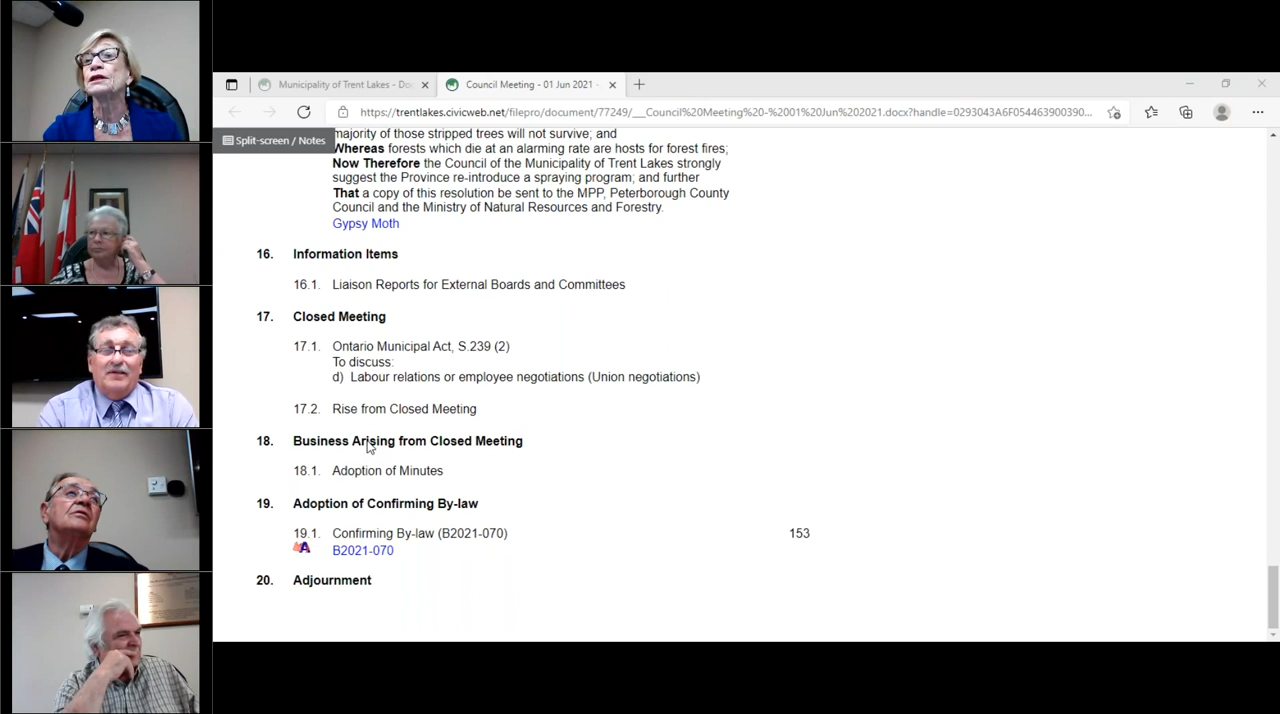 Municipality of Trent Lakes - Do
Council Meeting - 01 Jun 2021 -
https://trentlakes.civicweb.net/filepro/document/77249/__Council%20Meeting%20-%2001%20Jun%202021.docx?handle=0293043A6F054463900390...
Split-screen / Notes
majority of those stripped trees will not survive; and
Whereas forests which die at an alarming rate are hosts for forest fires;
Now Therefore the Council of the Municipality of Trent Lakes strongly
suggest the Province re-introduce a spraying program; and further
That a copy of this resolution be sent to the MPP, Peterborough County
Council and the Ministry of Natural Resources and Forestry.
Gypsy Moth
16. Information Items
16.1. Liaison Reports for External Boards and Committees
17. Closed Meeting
17.1. Ontario Municipal Act, S.239 (2)
To discuss:
d) Labour relations or employee negotiations (Union negotiations)
17.2. Rise from Closed Meeting
18. Business Arising from Closed Meeting
18.1. Adoption of Minutes
19. Adoption of Confirming By-law
19.1. Confirming By-law (B2021-070) 153
B2021-070
20. Adjournment